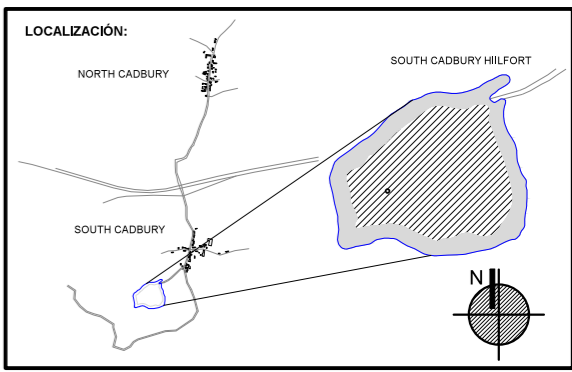 LOCALIZACIÓN:
NORTH CADBURY
SOUTH CADBURY HIILFORT
SOUTH CADBURY
N